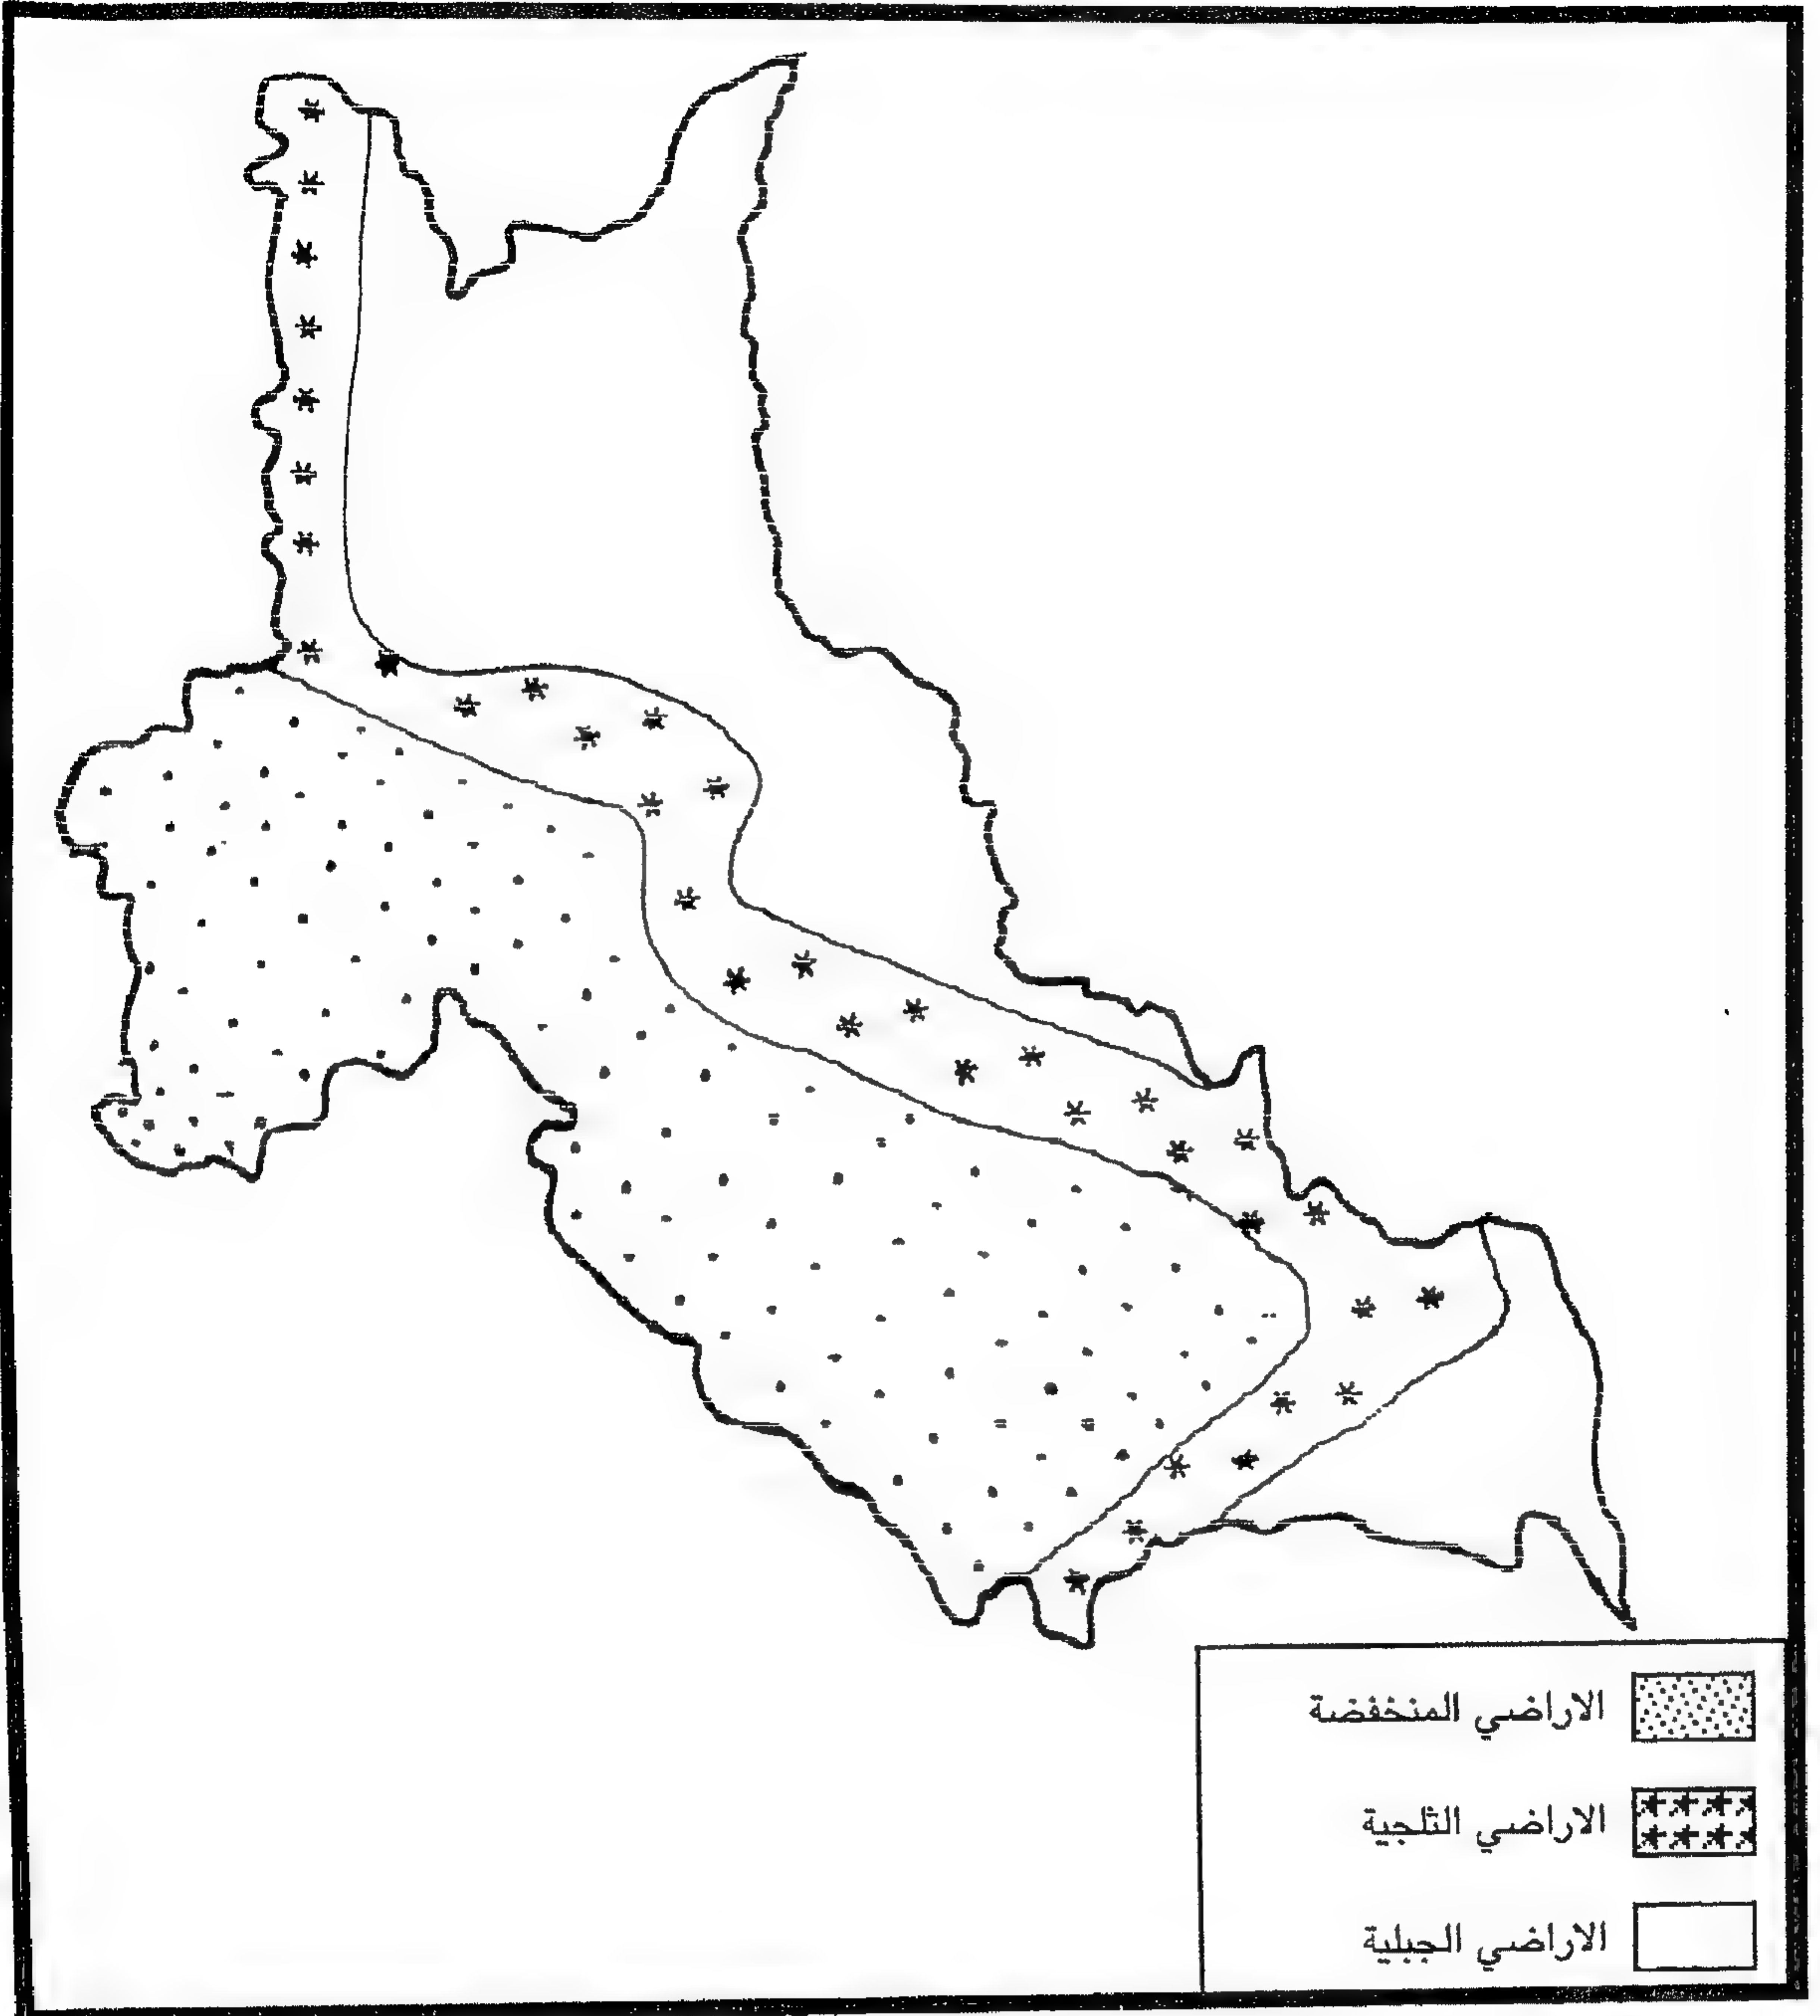 الاراضي المنخفضة
الاراضي الثلجية
الاراضي الجبلية